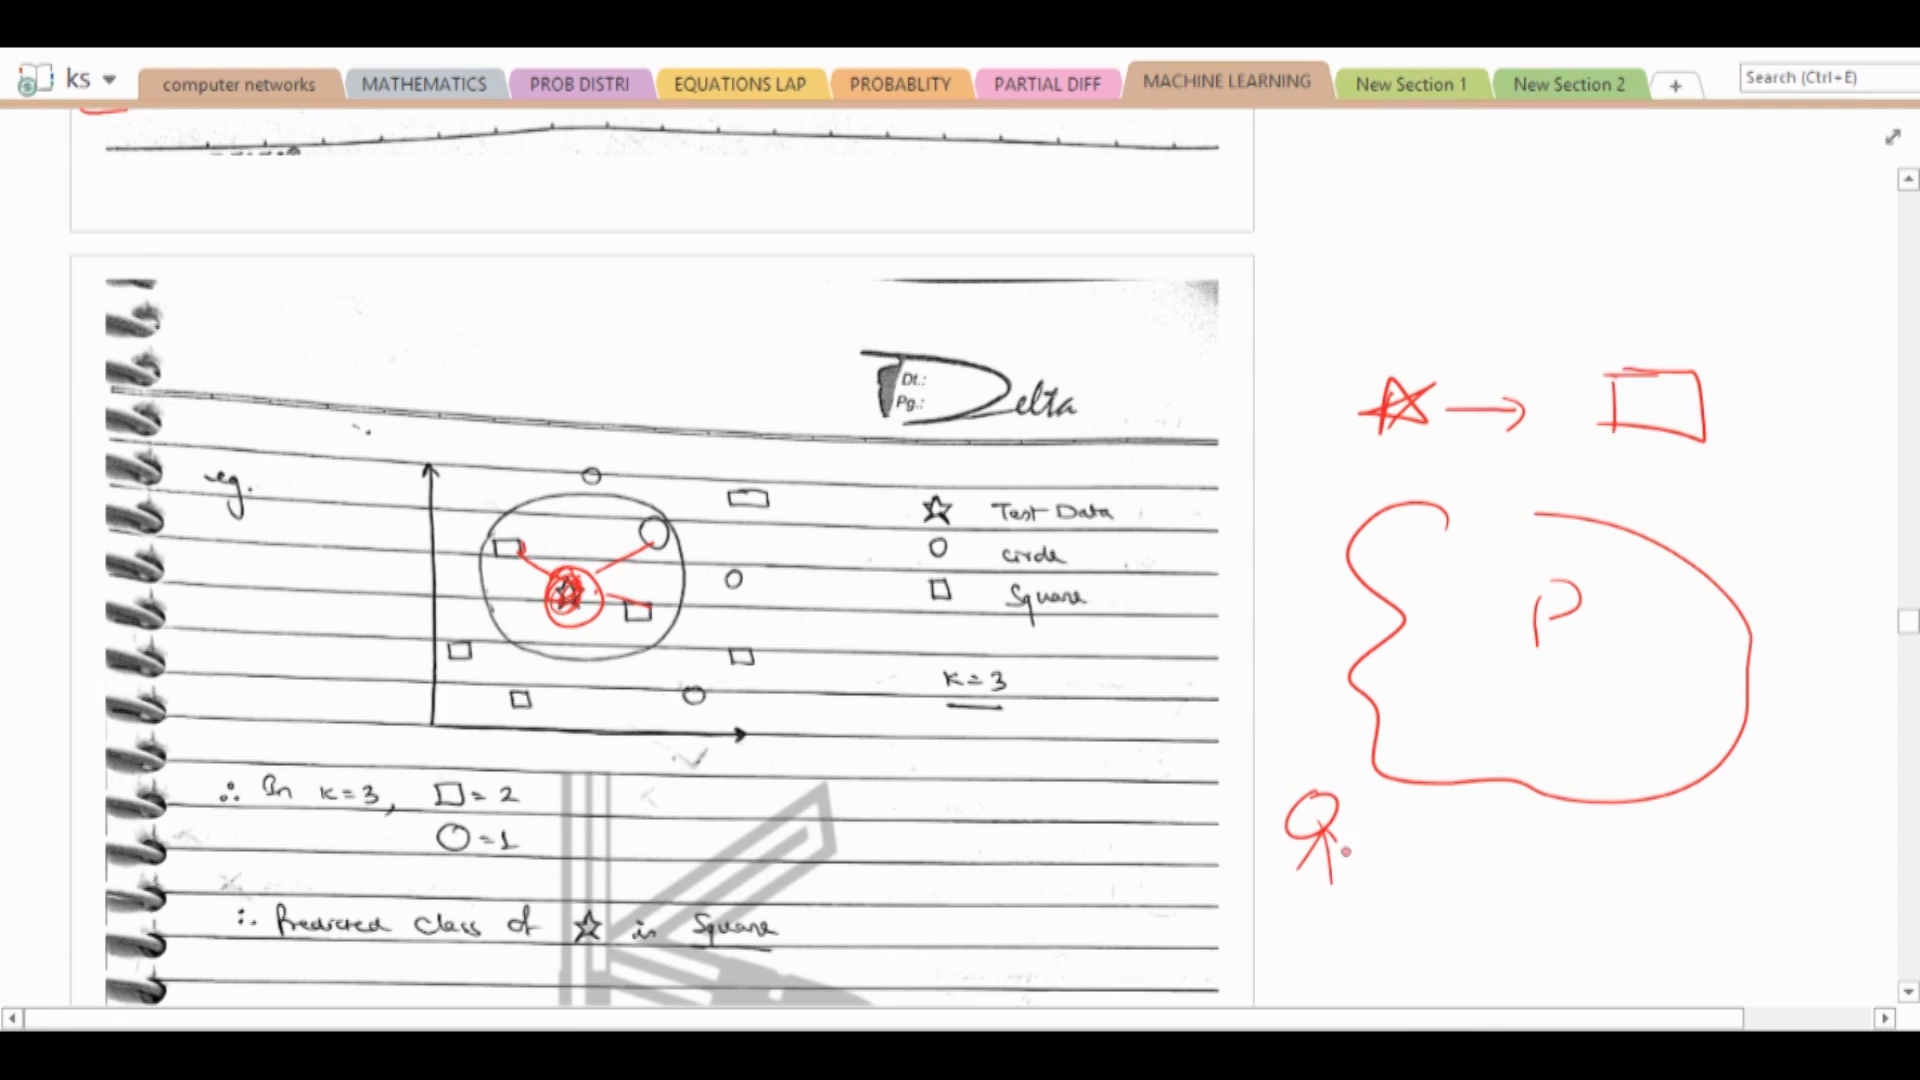 ks
computer networks
MATHEMATICS
PROB DISTRI
EQUATIONS LAP
PROBABLITY
PARTIAL DIFF
MACHINE LEARNING
New Section 1
New Section 2
+
Search (Ctrl+E)
Dt.:
Pg.:
Delta
eg.
Test Data
circle
Square
K=3
P
∴ In K=3, □=2
○=1
∴ Predicted class of ☆ is Square